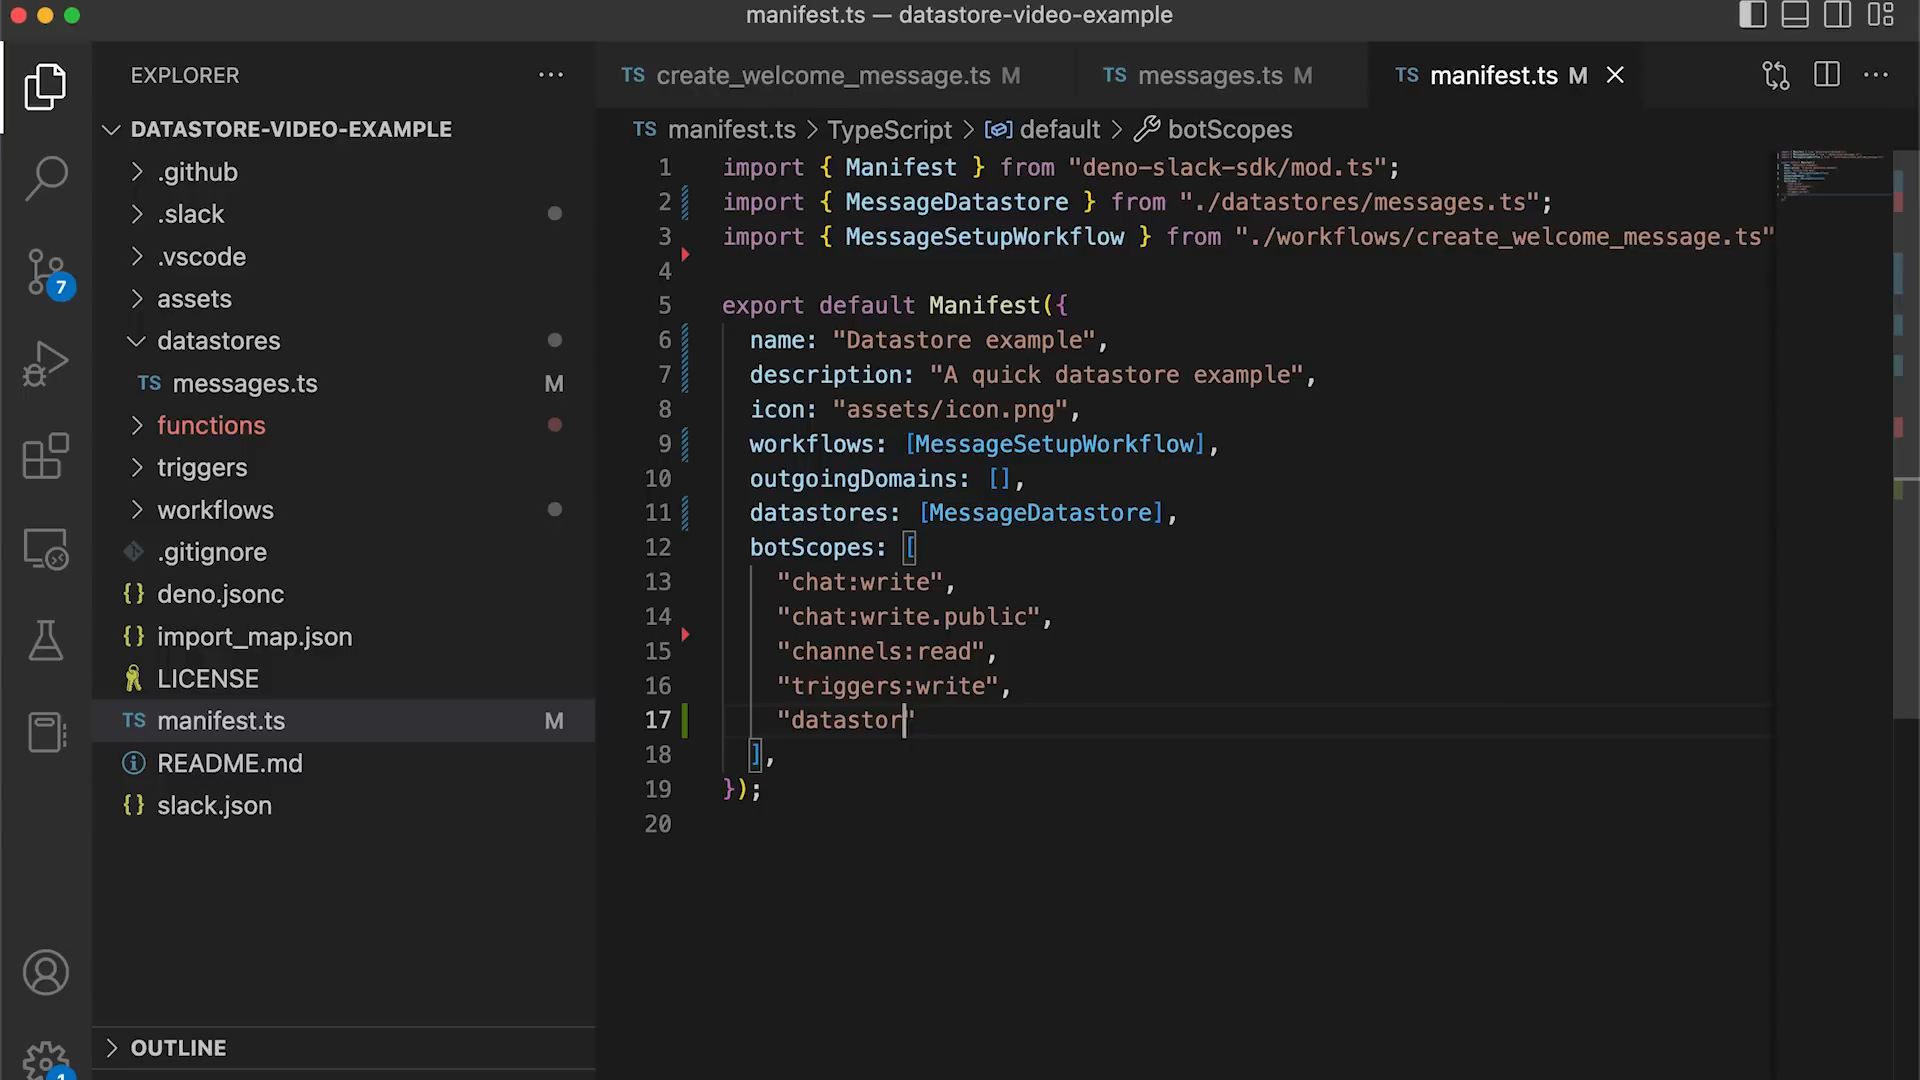 manifest.ts — datastore-video-example
EXPLORER
DATASTORE-VIDEO-EXAMPLE
.github
.slack
.vscode
assets
datastores
TS messages.ts M
functions
triggers
workflows
.gitignore
{} deno.jsonc
{} import_map.json
LICENSE
TS manifest.ts M
README.md
{} slack.json
OUTLINE
7
1
TS create_welcome_message.ts M
TS messages.ts M
TS manifest.ts M
TS manifest.ts > TypeScript > default > botScopes
1 import { Manifest } from "deno-slack-sdk/mod.ts";
2 import { MessageDatastore } from "./datastores/messages.ts";
3 import { MessageSetupWorkflow } from "./workflows/create_welcome_message.ts"
4
5 export default Manifest({
6 name: "Datastore example",
7 description: "A quick datastore example",
8 icon: "assets/icon.png",
9 workflows: [MessageSetupWorkflow],
10 outgoingDomains: [],
11 datastores: [MessageDatastore],
12 botScopes: [
13 "chat:write",
14 "chat:write.public",
15 "channels:read",
16 "triggers:write",
17 "datastor"
18 ],
19 });
20